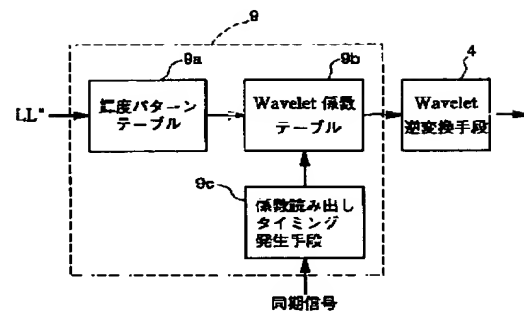 9
9a
9b
4
LL"
輝度パターン
テーブル
Wavelet 係数
テーブル
Wavelet
逆変換手段
9c
係数読み出し
タイミング
発生手段
同期信号